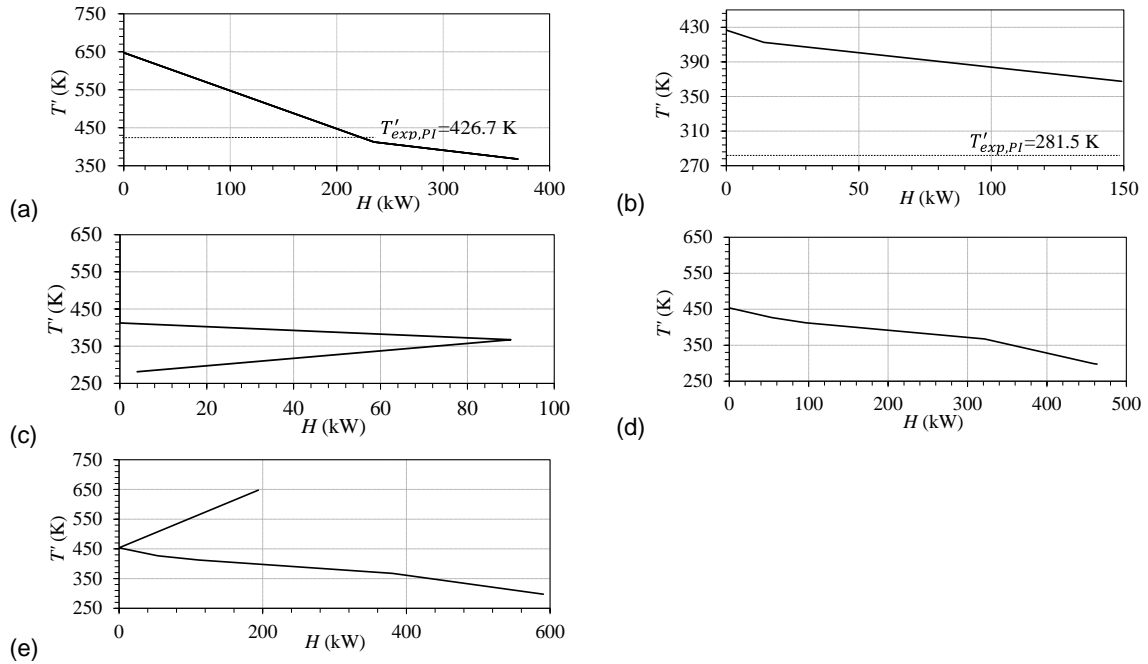 750
650
550
450
350
T′ (K)
T′exp,PI=426.7 K
0 100 200 300 400
H (kW)
(a)
430
390
350
310
270
T′ (K)
T′exp,PI=281.5 K
0 50 100 150
H (kW)
(b)
650
550
450
350
250
T′ (K)
0 20 40 60 80 100
H (kW)
(c)
650
550
450
350
250
T′ (K)
0 100 200 300 400 500
H (kW)
(d)
750
650
550
450
350
250
T′ (K)
0 200 400 600
H (kW)
(e)